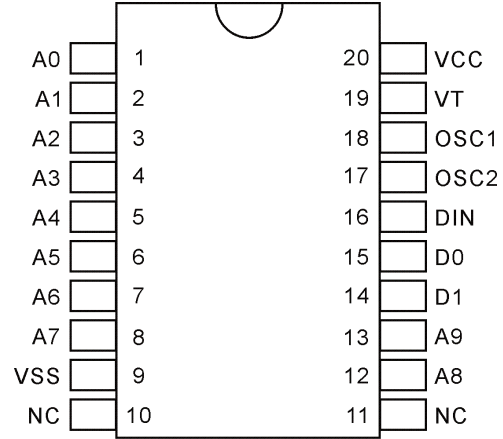 A0 1 20 VCC
A1 2 19 VT
A2 3 18 OSC1
A3 4 17 OSC2
A4 5 16 DIN
A5 6 15 D0
A6 7 14 D1
A7 8 13 A9
VSS 9 12 A8
NC 10 11 NC